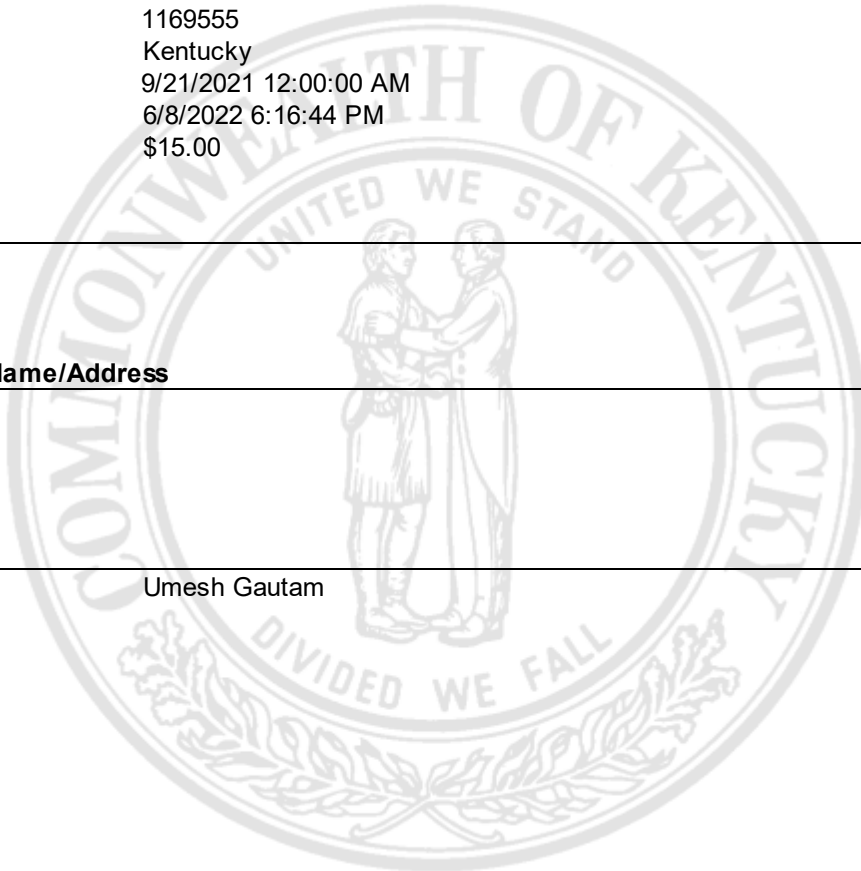 1169555
Kentucky
9/21/2021 12:00:00 AM
6/8/2022 6:16:44 PM
$15.00
COMMONWEALTH OF KENTUCKY
UNITED WE STAND
ame/Address
Umesh Gautam
DIVIDED WE FALL